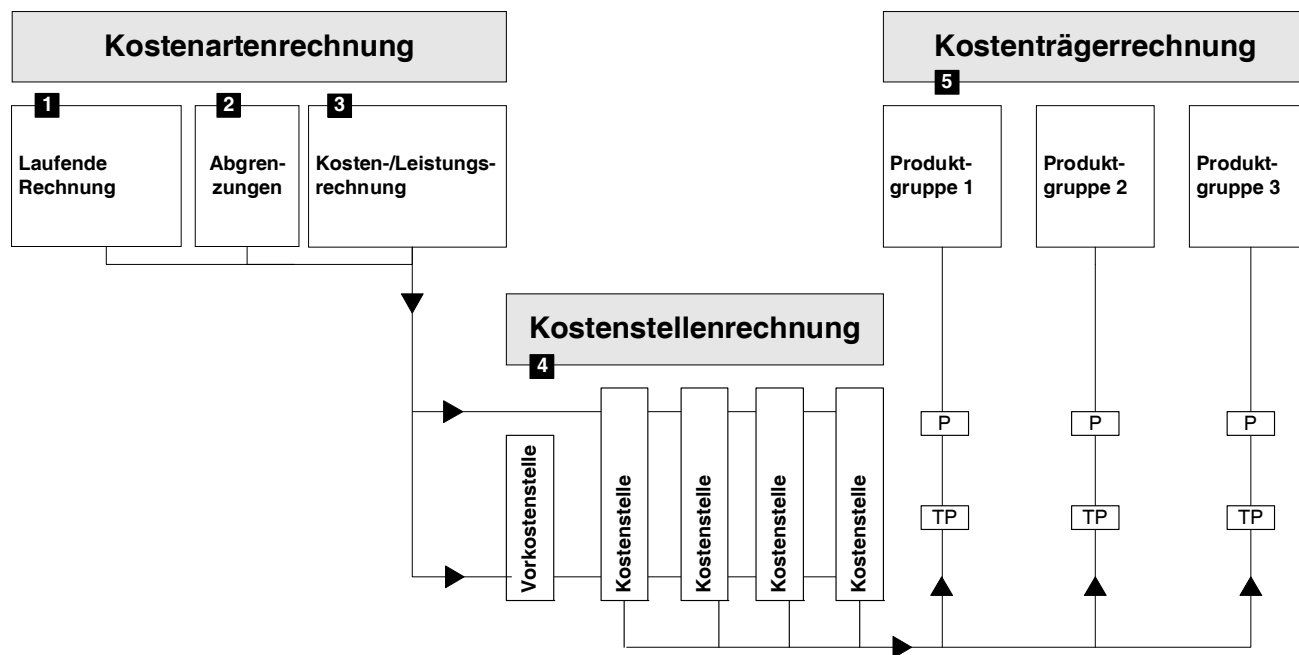 Kostenartenrechnung
1
Laufende
Rechnung
2
Abgren-
zungen
3
Kosten-/Leistungs-
rechnung
Kostenstellenrechnung
4
Vorkostenstelle
Kostenstelle
Kostenstelle
Kostenstelle
Kostenstelle
Kostenträgerrechnung
5
Produkt-
gruppe 1
Produkt-
gruppe 2
Produkt-
gruppe 3
P
P
P
TP
TP
TP